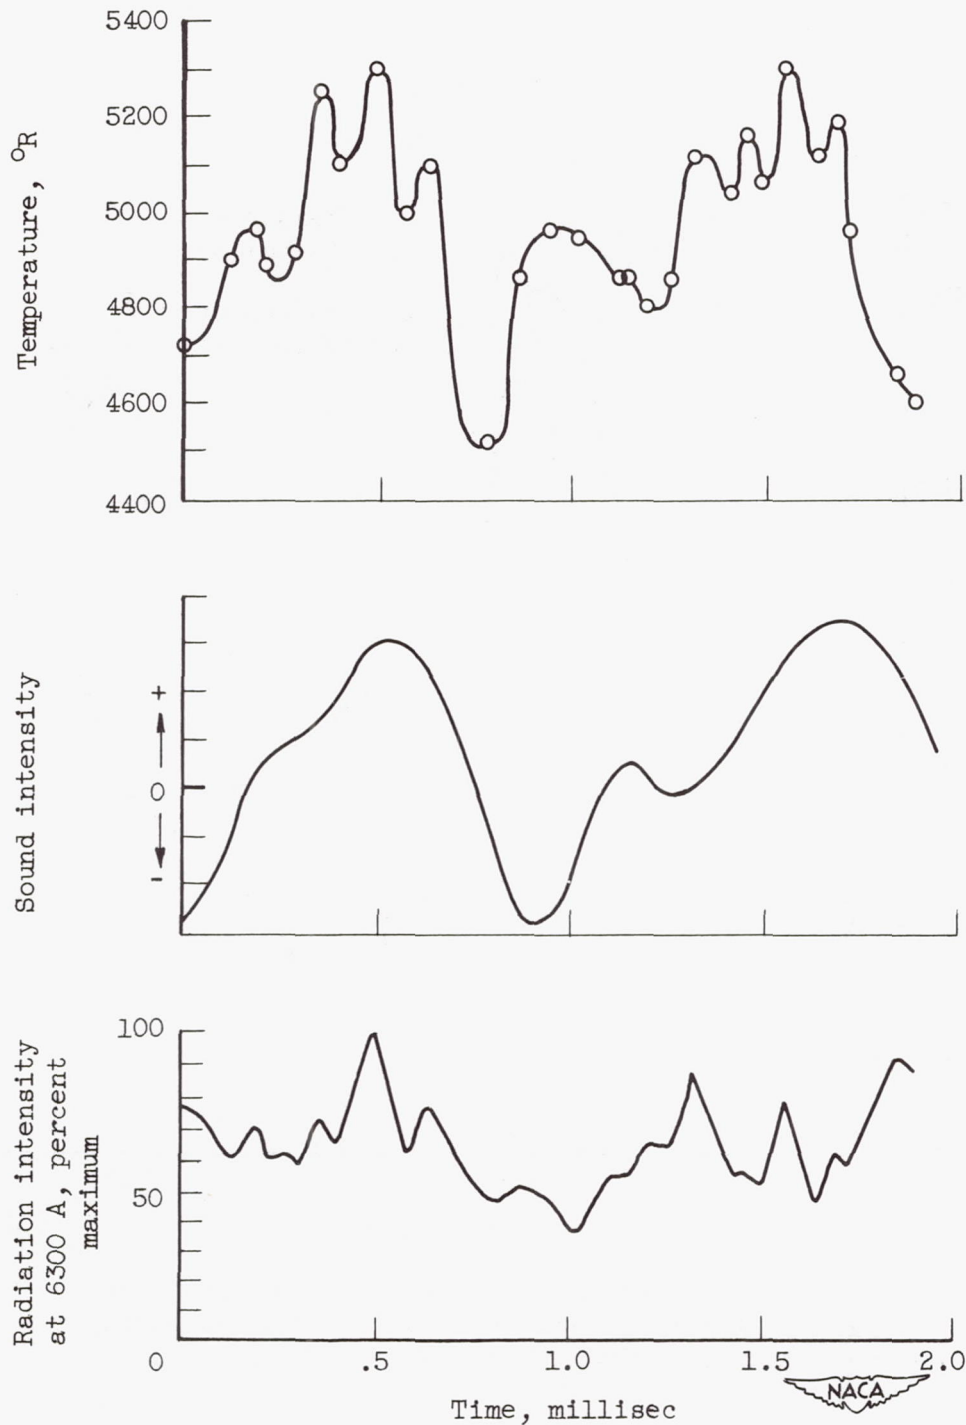 5400
5200
5000
4800
4600
4400
Temperature, °R
Sound intensity
- ← 0 → +
100
50
0
Radiation intensity
at 6300 A, percent
maximum
.5 1.0 1.5 2.0
Time, millisec
NACA